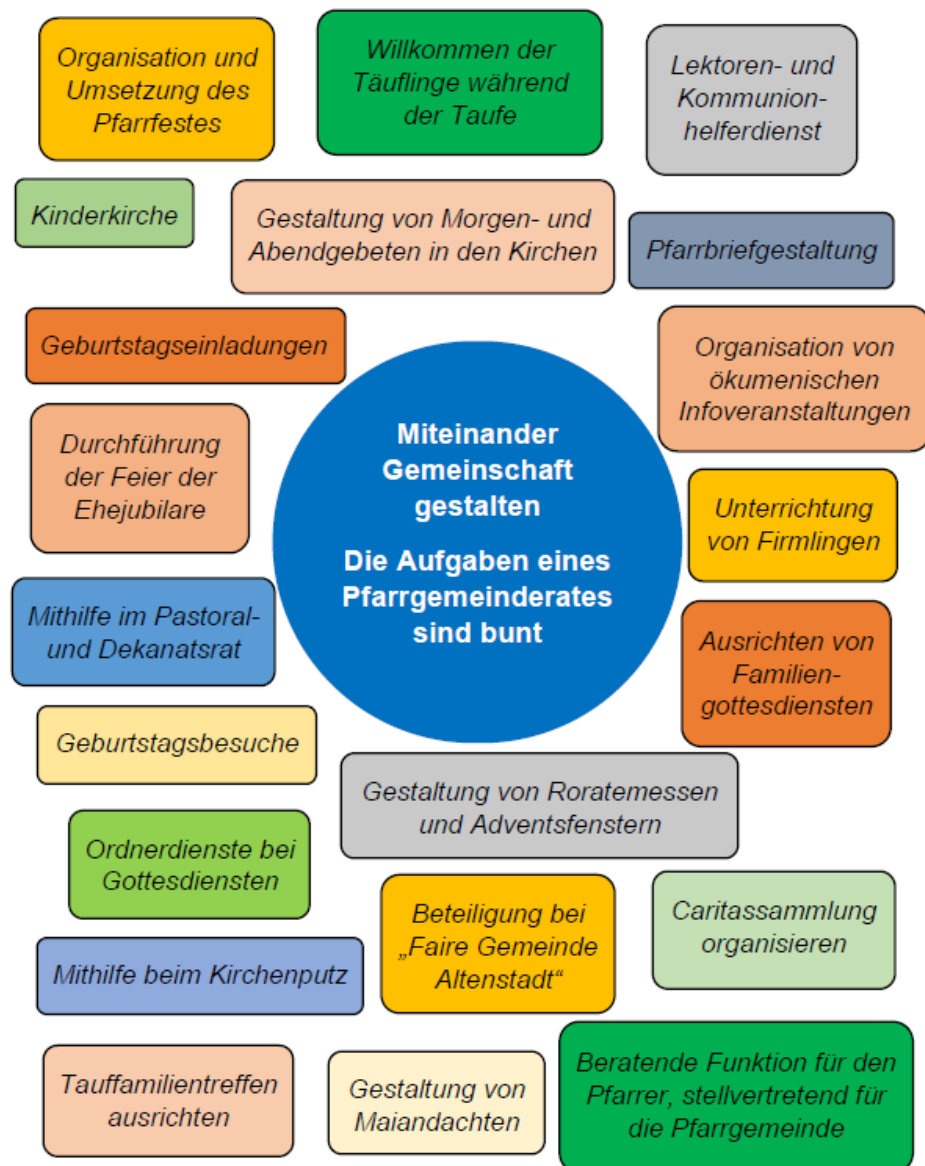 Organisation und
Umsetzung des
Pfarrfestes
Willkommen der
Täuflinge während
der Taufe
Lektoren- und
Kommunion-
helferdienst
Kinderkirche
Gestaltung von Morgen- und
Abendgebeten in den Kirchen
Pfarrbriefgestaltung
Geburtstagseinladungen
Organisation von
ökumenischen
Infoveranstaltungen
Durchführung
der Feier der
Ehejubilare
Miteinander
Gemeinschaft
gestalten
Die Aufgaben eines
Pfarrgemeinderates
sind bunt
Unterrichtung
von Firmlingen
Mithilfe im Pastoral-
und Dekanatsrat
Ausrichten von
Familien-
gottesdiensten
Geburtstagsbesuche
Gestaltung von Roratemessen
und Adventsfenstern
Ordnerdienste bei
Gottesdiensten
Beteiligung bei
„Faire Gemeinde
Altenstadt“
Caritassammlung
organisieren
Mithilfe beim Kirchenputz
Tauffamilientreffen
ausrichten
Gestaltung von
Maiandachten
Beratende Funktion für den
Pfarrer, stellvertretend für
die Pfarrgemeinde